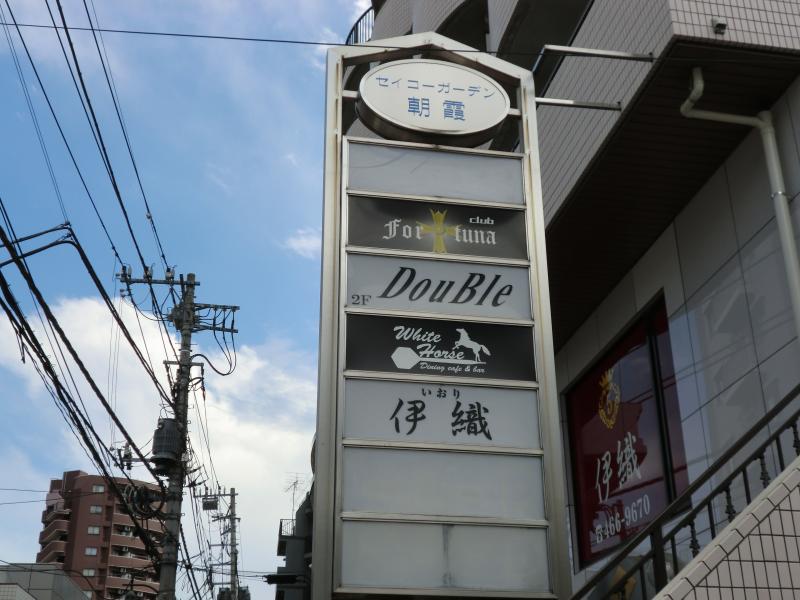 セイコーガーデン
朝霞
club
Fortuna
2F DouBle
White
Horse
Dining cafe & bar
いおり
伊織
伊織
466-9670